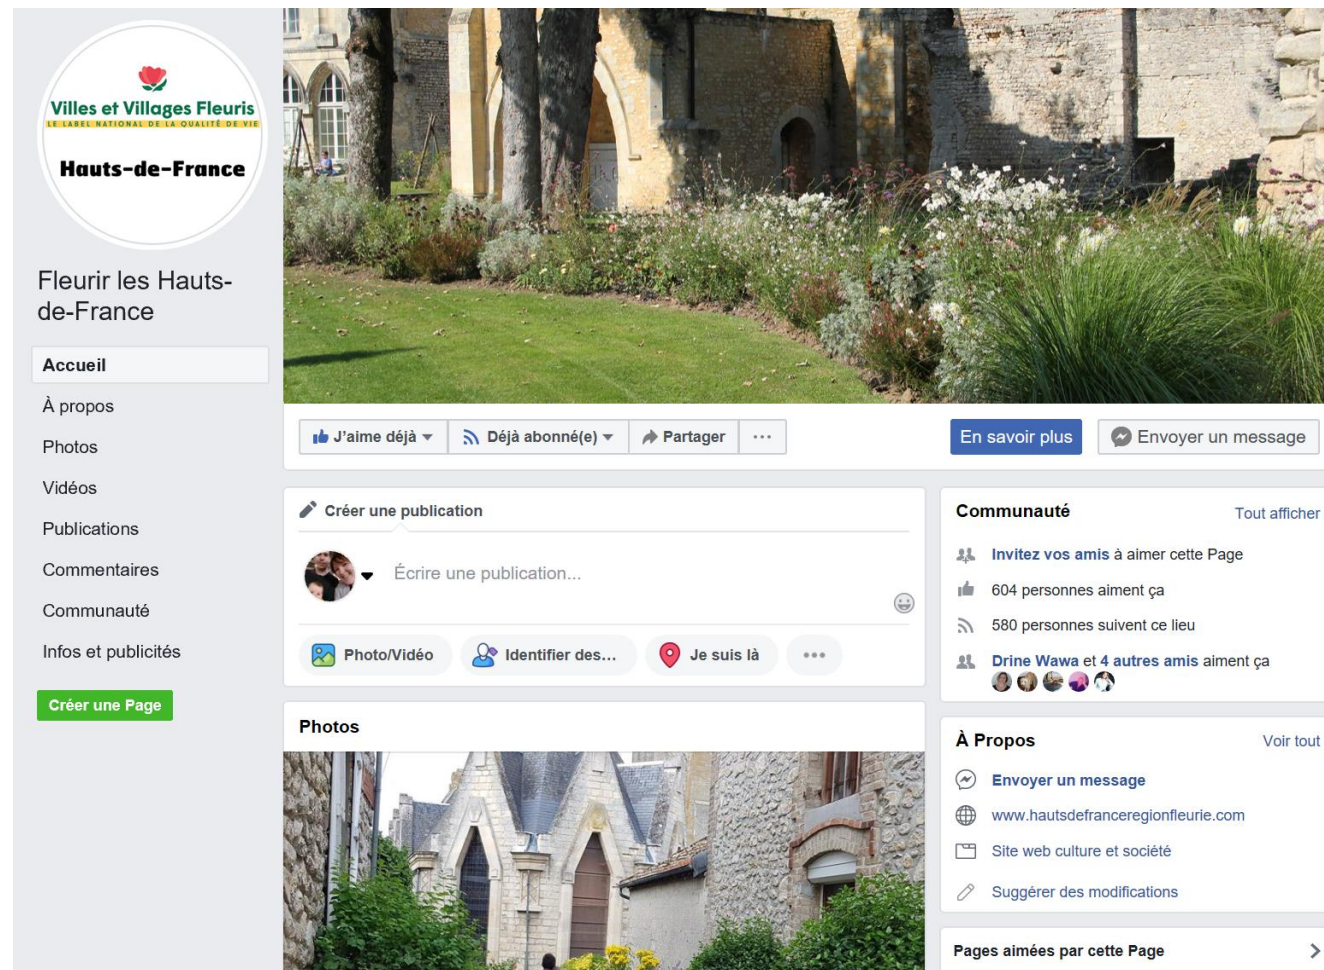 Villes et Villages Fleuris
LE LABEL NATIONAL DE LA QUALITÉ DE VIE
Hauts-de-France
Fleurir les Hauts-
de-France
Accueil
À propos
Photos
Vidéos
Publications
Commentaires
Communauté
Infos et publicités
Créer une Page
J'aime déjà
Déjà abonné(e)
Partager
En savoir plus
Envoyer un message
Créer une publication
Écrire une publication...
Photo/Vidéo
Identifier des...
Je suis là
Photos
Communauté
Tout afficher
Invitez vos amis à aimer cette Page
604 personnes aiment ça
580 personnes suivent ce lieu
Drine Wawa et 4 autres amis aiment ça
À Propos
Voir tout
Envoyer un message
www.hautsdefranceregionfleurie.com
Site web culture et société
Suggérer des modifications
Pages aimées par cette Page